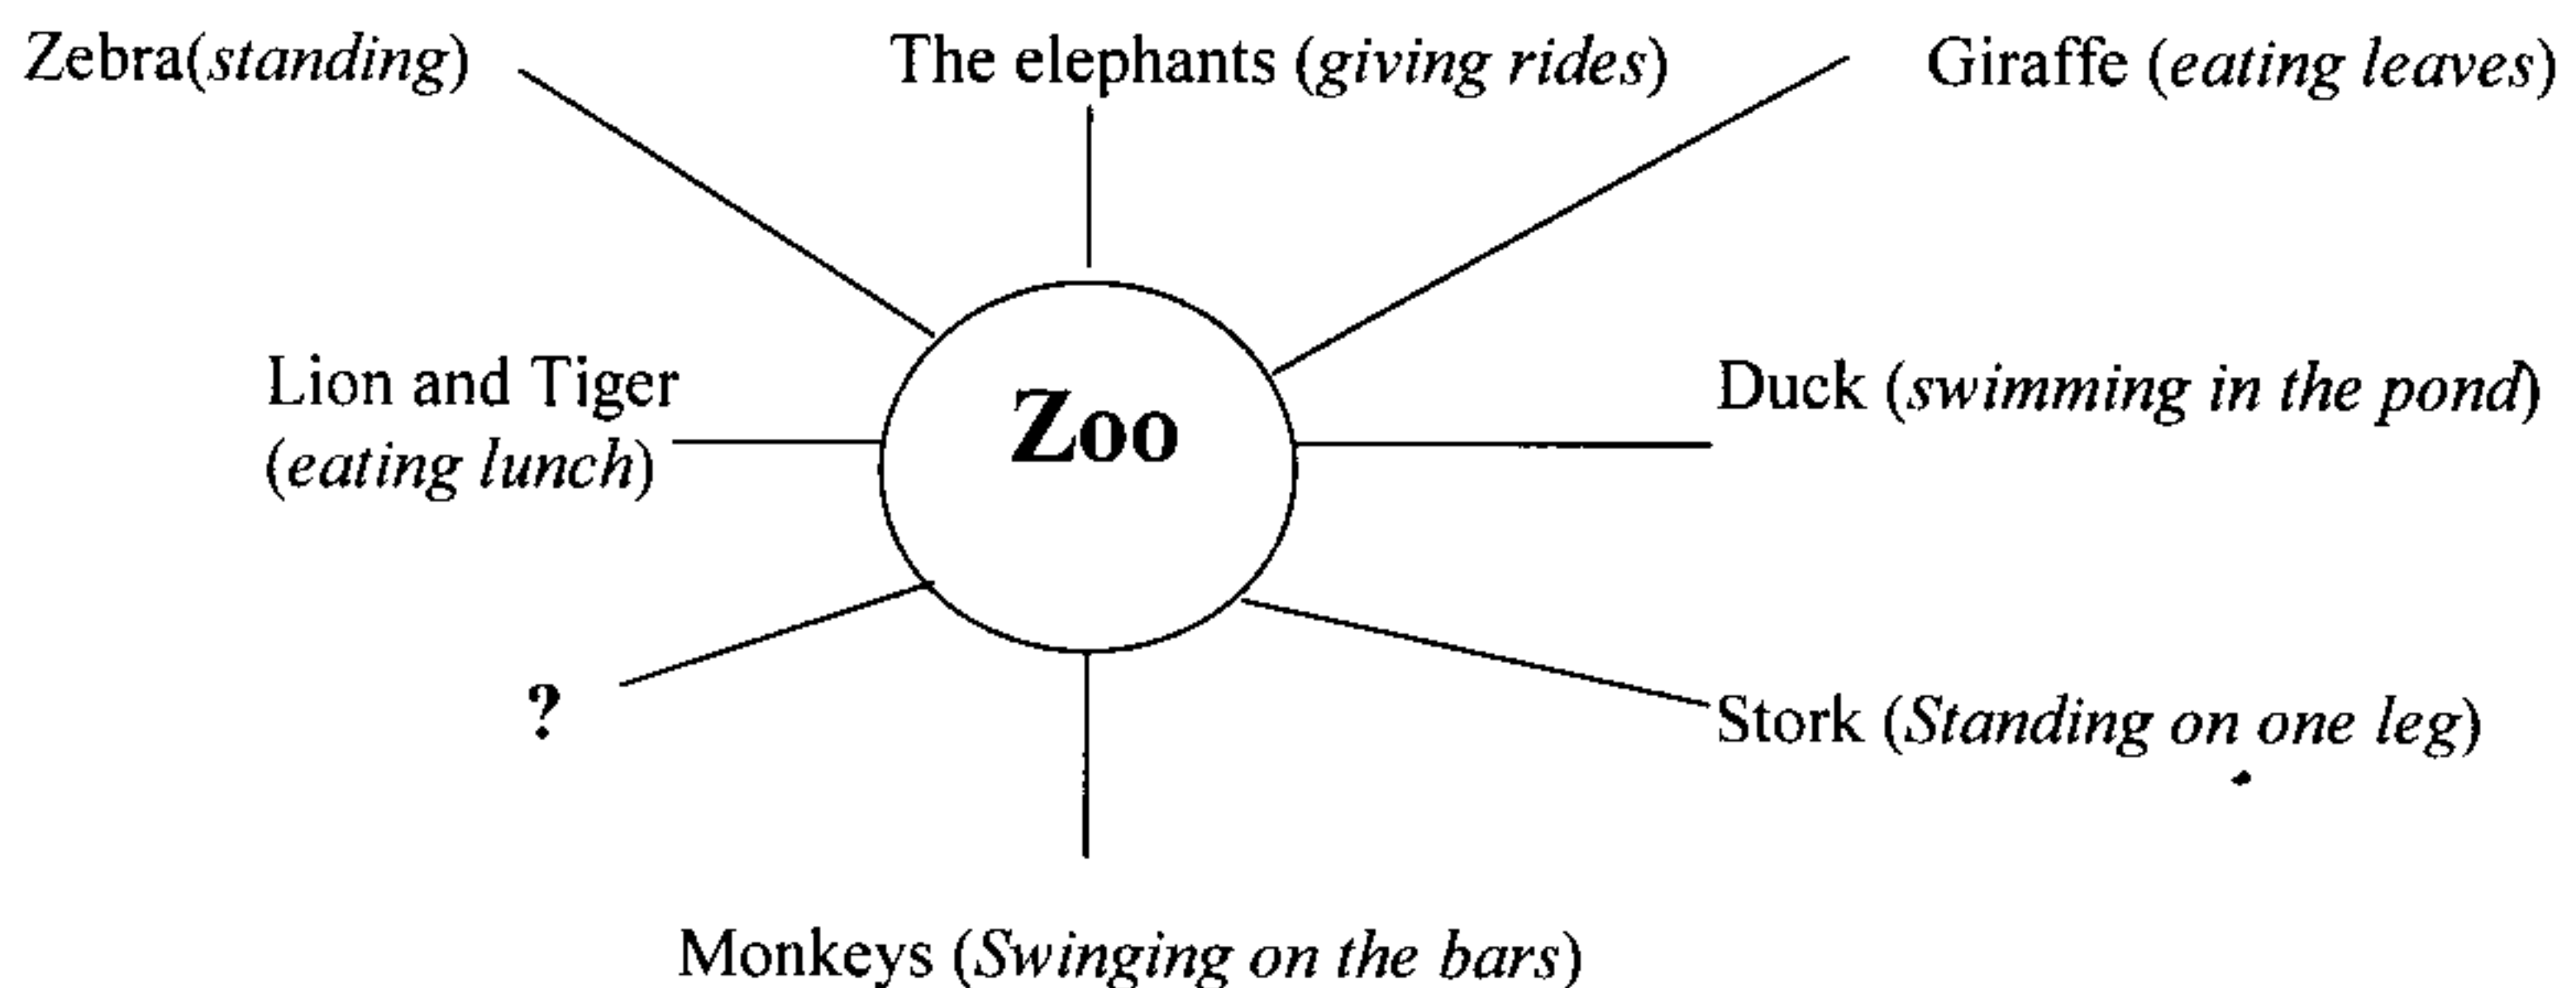 Zebra(standing)
The elephants (giving rides)
Giraffe (eating leaves)
Lion and Tiger
(eating lunch)
Zoo
Duck (swimming in the pond)
?
Stork (Standing on one leg)
Monkeys (Swinging on the bars)